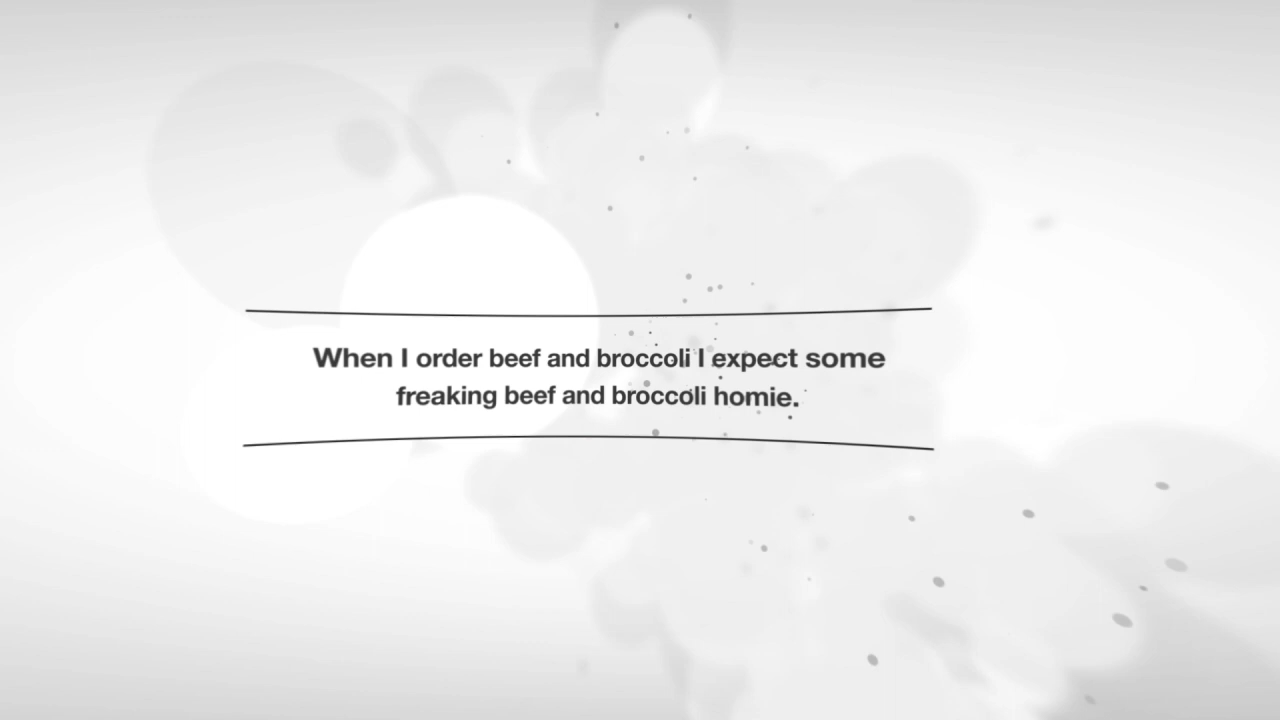 When I order beef and broccoli I expect some
freaking beef and broccoli homie.